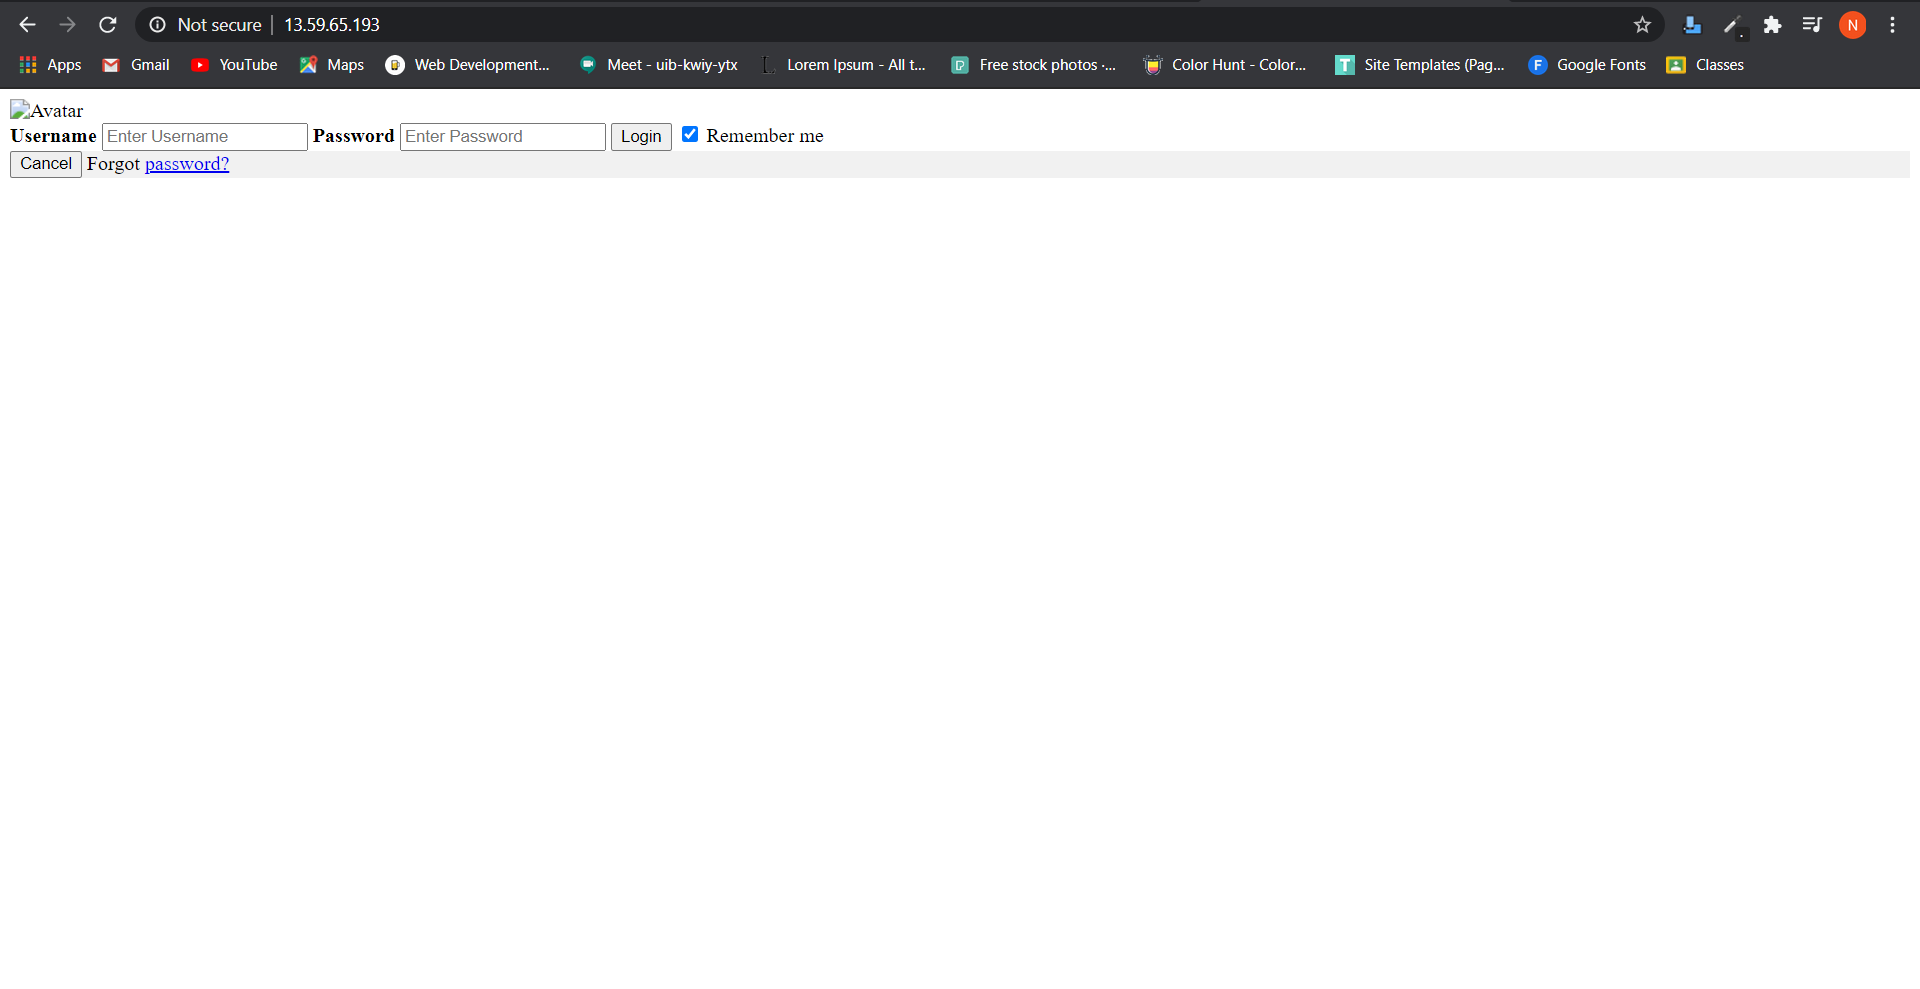 Not secure | 13.59.65.193
N
Apps Gmail YouTube Maps Web Development... Meet - uib-kwiy-ytx Lorem Ipsum - All t... Free stock photos ·... Color Hunt - Color... Site Templates (Pag... Google Fonts Classes
Avatar
Username Enter Username Password Enter Password Login Remember me
Cancel Forgot password?